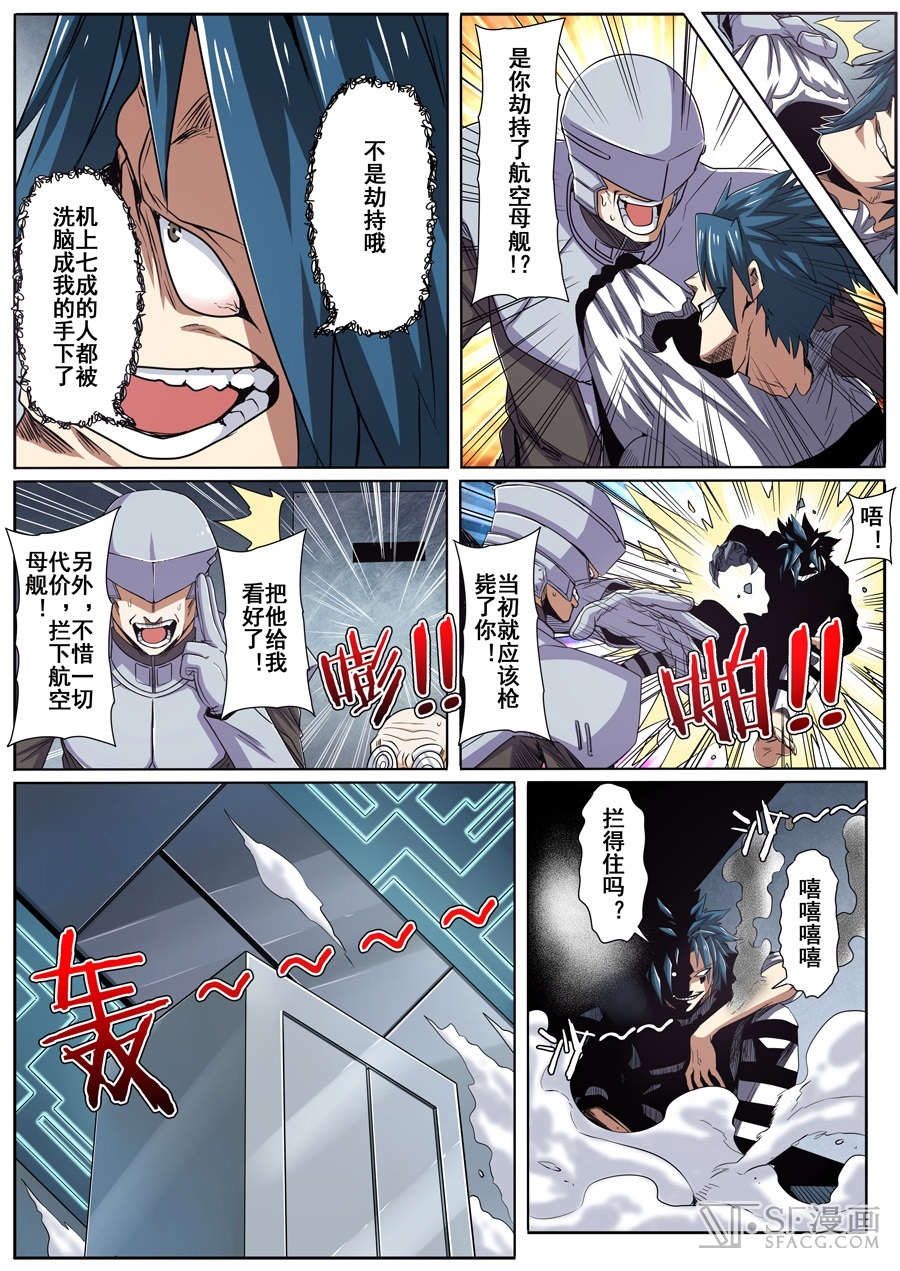 是你劫持了航空
母舰！？
不是劫持哦
机上七成的人都被
洗脑成我的手下了
唔！
当初就应该枪
毙了你！
啪！！
把他给我
看好了！
另外，不惜一切
代价，拦下航空
母舰！
嘭！！
嘻嘻嘻嘻
拦得住吗？
轰～～～～
SF漫画
SFACG.COM